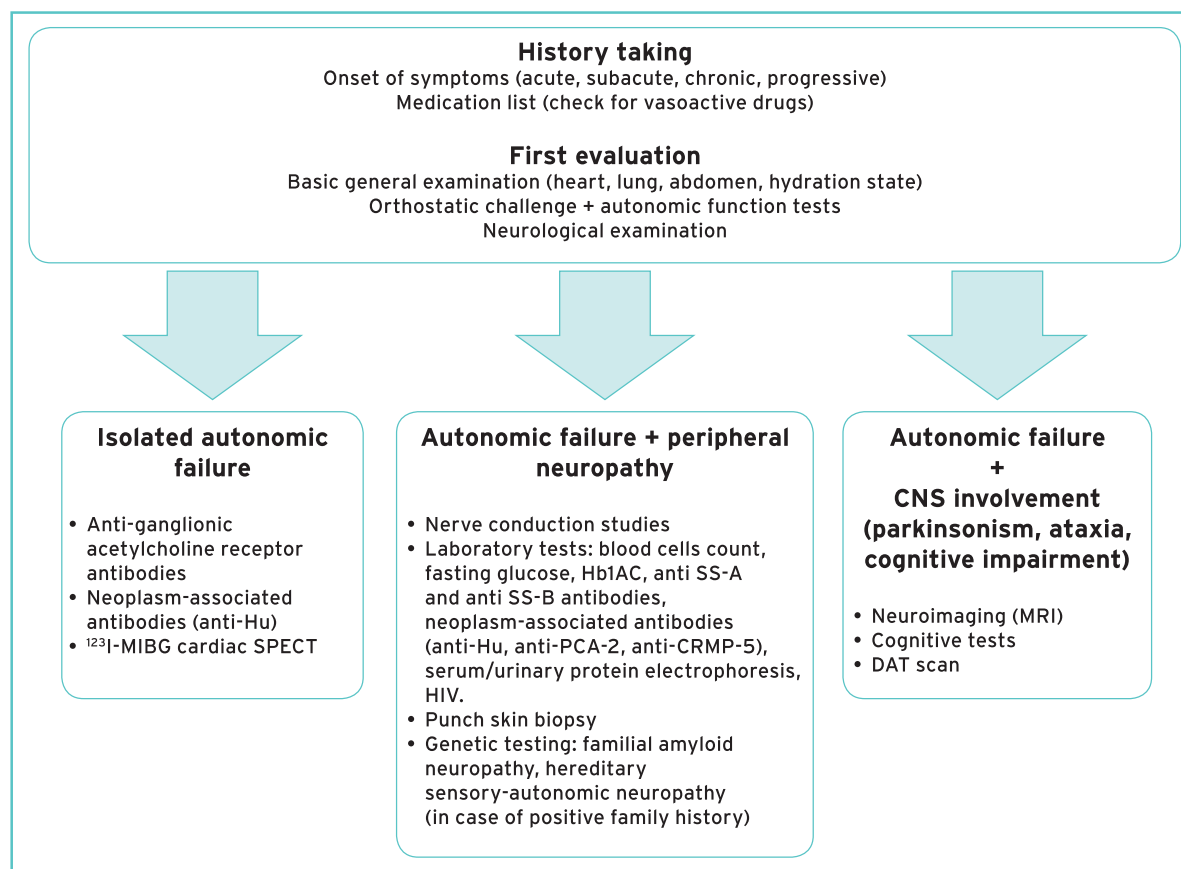 History taking
Onset of symptoms (acute, subacute, chronic, progressive)
Medication list (check for vasoactive drugs)
First evaluation
Basic general examination (heart, lung, abdomen, hydration state)
Orthostatic challenge + autonomic function tests
Neurological examination
Isolated autonomic
failure
• Anti-ganglionic
acetylcholine receptor
antibodies
• Neoplasm-associated
antibodies (anti-Hu)
• ¹²³I-MIBG cardiac SPECT
Autonomic failure + peripheral
neuropathy
• Nerve conduction studies
• Laboratory tests: blood cells count,
fasting glucose, Hb1AC, anti SS-A
and anti SS-B antibodies,
neoplasm-associated antibodies
(anti-Hu, anti-PCA-2, anti-CRMP-5),
serum/urinary protein electrophoresis,
HIV.
• Punch skin biopsy
• Genetic testing: familial amyloid
neuropathy, hereditary
sensory-autonomic neuropathy
(in case of positive family history)
Autonomic failure
+
CNS involvement
(parkinsonism, ataxia,
cognitive impairment)
• Neuroimaging (MRI)
• Cognitive tests
• DAT scan